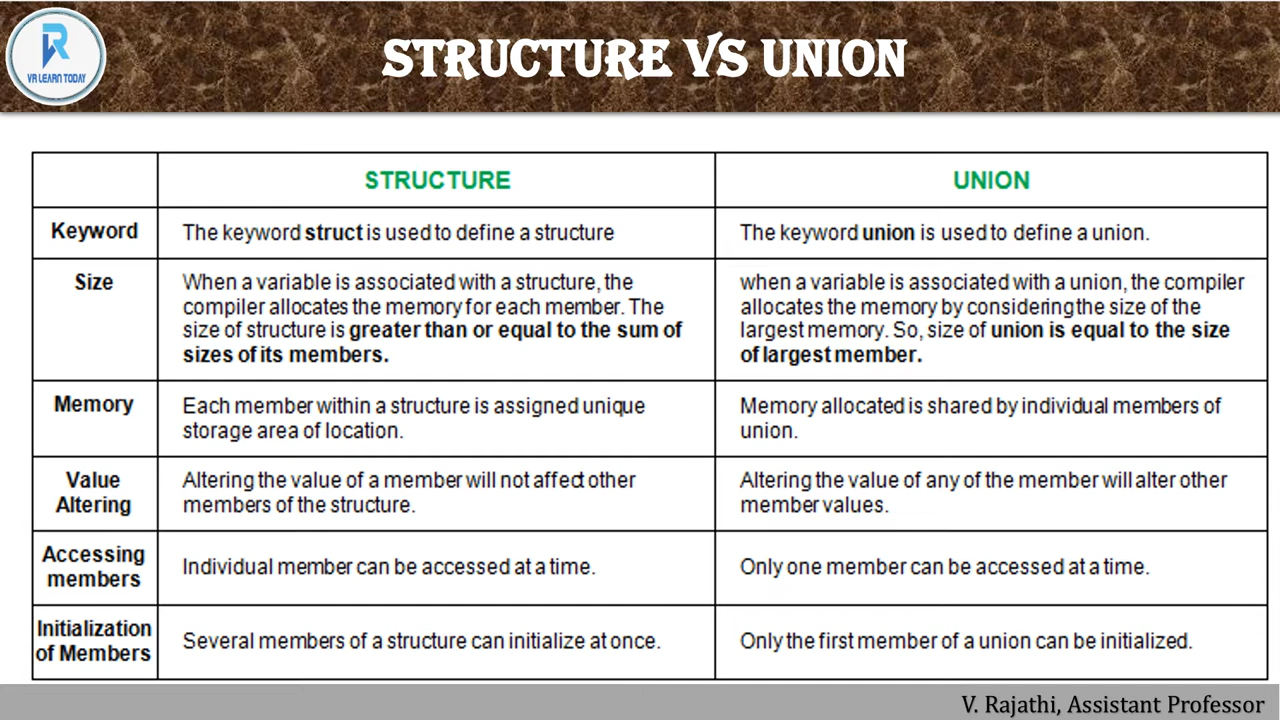 VR LEARN TODAY
STRUCTURE VS UNION
STRUCTURE
UNION
Keyword
The keyword struct is used to define a structure
The keyword union is used to define a union.
Size
When a variable is associated with a structure, the
compiler allocates the memory for each member. The
size of structure is greater than or equal to the sum of
sizes of its members.
when a variable is associated with a union, the compiler
allocates the memory by considering the size of the
largest memory. So, size of union is equal to the size
of largest member.
Memory
Each member within a structure is assigned unique
storage area of location.
Memory allocated is shared by individual members of
union.
Value
Altering
Altering the value of a member will not affect other
members of the structure.
Altering the value of any of the member will alter other
member values.
Accessing
members
Individual member can be accessed at a time.
Only one member can be accessed at a time.
Initialization
of Members
Several members of a structure can initialize at once.
Only the first member of a union can be initialized.
V. Rajathi, Assistant Professor